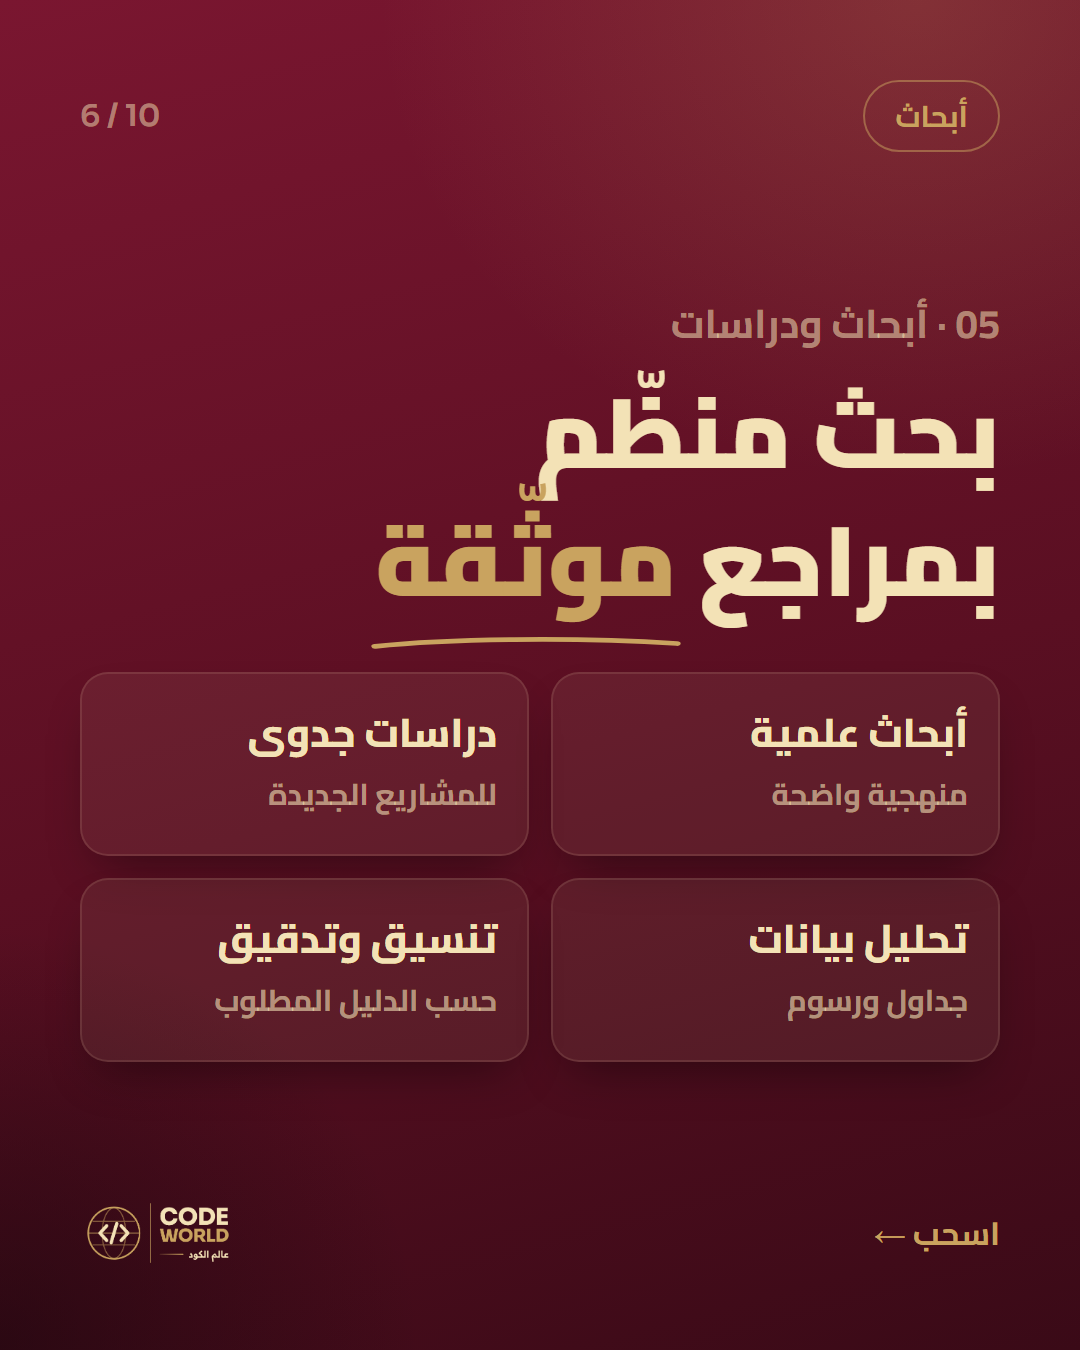 أبحاث
6 / 10
05 · أبحاث ودراسات
بحث منظّم
بمراجع موثّقة
أبحاث علمية
منهجية واضحة
دراسات جدوى
للمشاريع الجديدة
تحليل بيانات
جداول ورسوم
تنسيق وتدقيق
حسب الدليل المطلوب
اسحب ←
</>
CODE
WORLD
عالم الكود